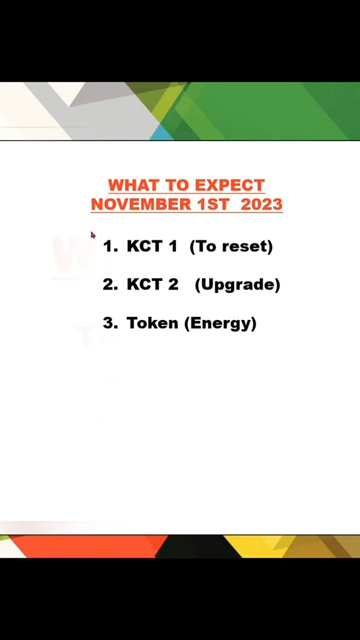 WHAT TO EXPECT
NOVEMBER 1ST 2023
1. KCT 1 (To reset)
2. KCT 2 (Upgrade)
3. Token (Energy)